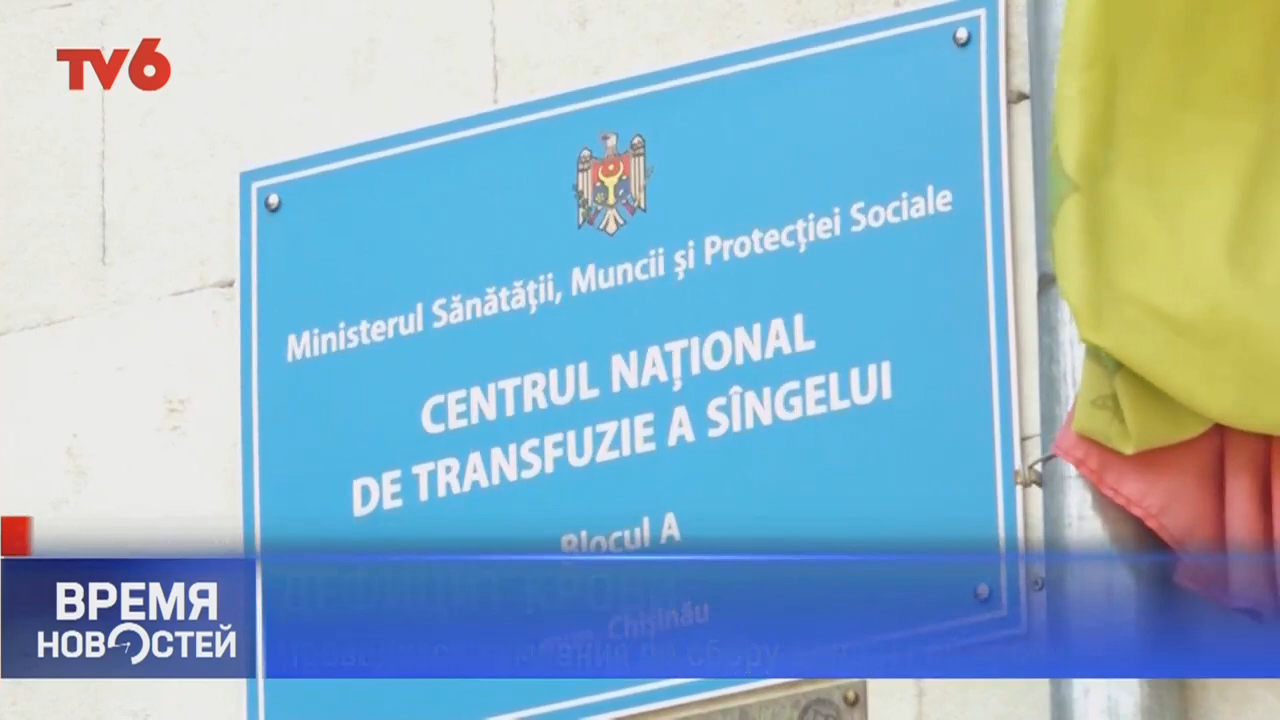 TV6
Ministerul Sănătății, Muncii și Protecției Sociale
CENTRUL NAȚIONAL
DE TRANSFUZIE A SÎNGELUI
Blocul A
Chișinău
ВРЕМЯ
НОВОСТЕЙ